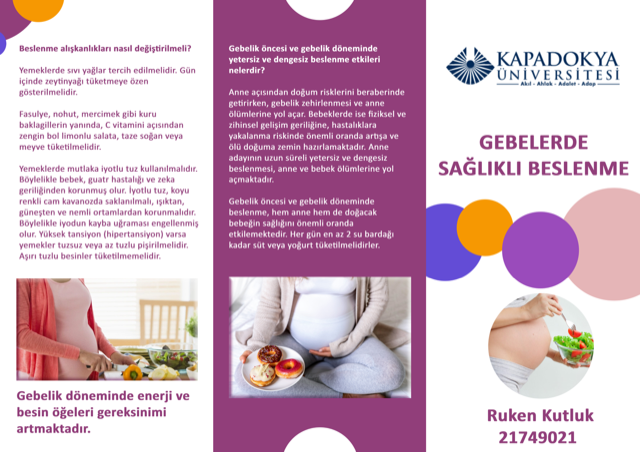 Beslenme alışkanlıkları nasıl değiştirilmeli?
Yemeklerde sıvı yağlar tercih edilmelidir. Gün
içinde zeytinyağı tüketmeye özen
gösterilmelidir.
Fasulye, nohut, mercimek gibi kuru
baklagillerin yanında, C vitamini açısından
zengin bol limonlu salata, taze soğan veya
meyve tüketilmelidir.
Yemeklerde mutlaka iyotlu tuz kullanılmalıdır.
Böylelikle bebek, guatr hastalığı ve zeka
geriliğinden korunmuş olur. İyotlu tuz, koyu
renkli cam kavanozda saklanılmalı, ışıktan,
güneşten ve nemli ortamlardan korunmalıdır.
Böylelikle iyodun kayba uğraması engellenmiş
olur. Yüksek tansiyon (hipertansiyon) varsa
yemekler tuzsuz veya az tuzlu pişirilmelidir.
Aşırı tuzlu besinler tüketilmemelidir.
Gebelik döneminde enerji ve
besin öğeleri gereksinimi
artmaktadır.
Gebelik öncesi ve gebelik döneminde
yetersiz ve dengesiz beslenme etkileri
nelerdir?
Anne açısından doğum risklerini beraberinde
getirirken, gebelik zehirlenmesi ve anne
ölümlerine yol açar. Bebeklerde ise fiziksel ve
zihinsel gelişim geriliğine, hastalıklara
yakalanma riskinde önemli oranda artışa ve
ölü doğuma zemin hazırlamaktadır. Anne
adayının uzun süreli yetersiz ve dengesiz
beslenmesi, anne ve bebek ölümlerine yol
açmaktadır.
Gebelik öncesi ve gebelik döneminde
beslenme, hem anne hem de doğacak
bebeğin sağlığını önemli oranda
etkilemektedir. Her gün en az 2 su bardağı
kadar süt veya yoğurt tüketilmelidirler.
KAPADOKYA
ÜNİVERSİTESİ
Akıl - Ahlak - Adalet - Adap
GEBELERDE
SAĞLIKLI BESLENME
Ruken Kutluk
21749021